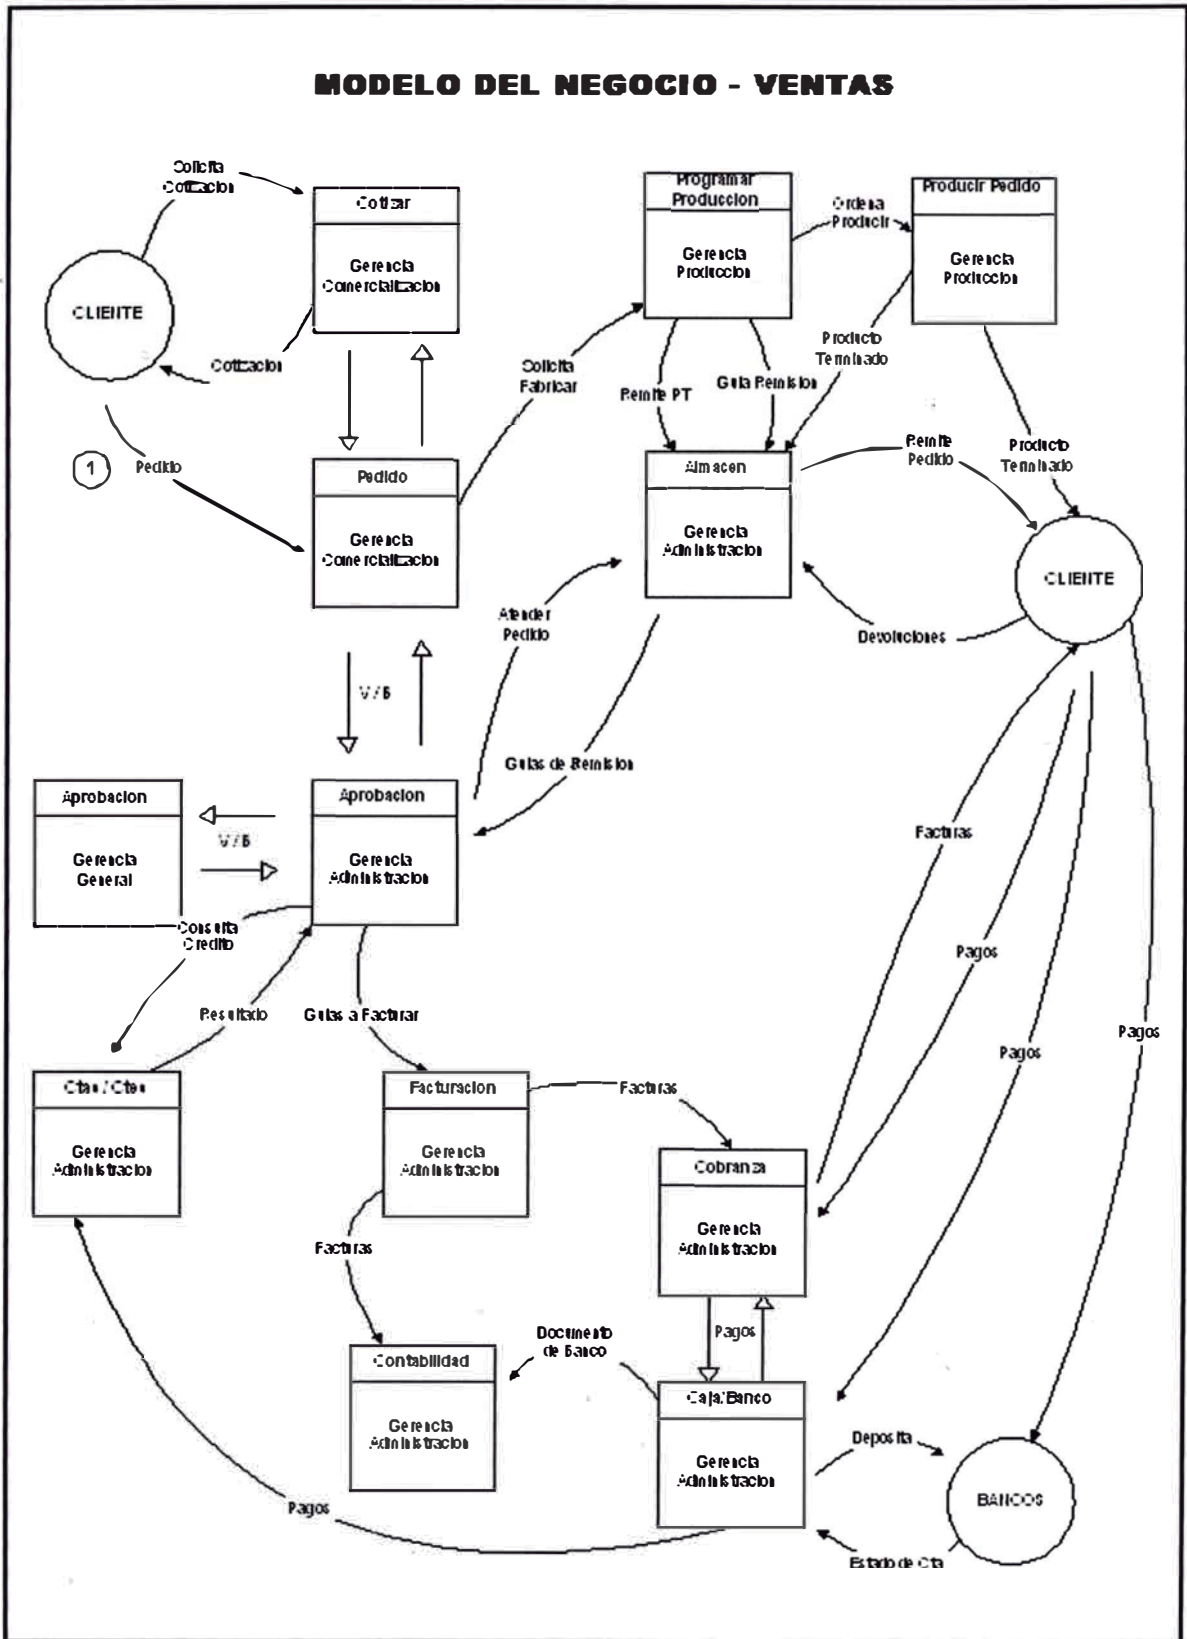 MODELO DEL NEGOCIO - VENTAS
Solicita
Cotizacion
Cotizar
Gerencia
Comercializacion
CLIENTE
Cotizacion
Programar
Produccion
Gerencia
Produccion
Ordena
Producir
Producir Pedido
Gerencia
Produccion
Solicita
Fabricar
Remite PT
Guia Remision
Producto
Terminado
1
Pedido
Pedido
Gerencia
Comercializacion
Almacen
Gerencia
Administracion
Remite
Pedido
Producto
Terminado
CLIENTE
Atender
Pedido
Devoluciones
V / B
Guias de Remision
Aprobacion
Gerencia
General
V / B
Aprobacion
Gerencia
Administracion
Facturas
Consulta
Credito
Pagos
Resultado
Guias a Facturar
Pagos
Pagos
Ctas / Ctes
Gerencia
Administracion
Facturacion
Gerencia
Administracion
Facturas
Cobranza
Gerencia
Administracion
Facturas
Pagos
Documento
de Banco
Contabilidad
Gerencia
Administracion
Caja/Banco
Gerencia
Administracion
Deposita
BANCOS
Pagos
Estado de Cta